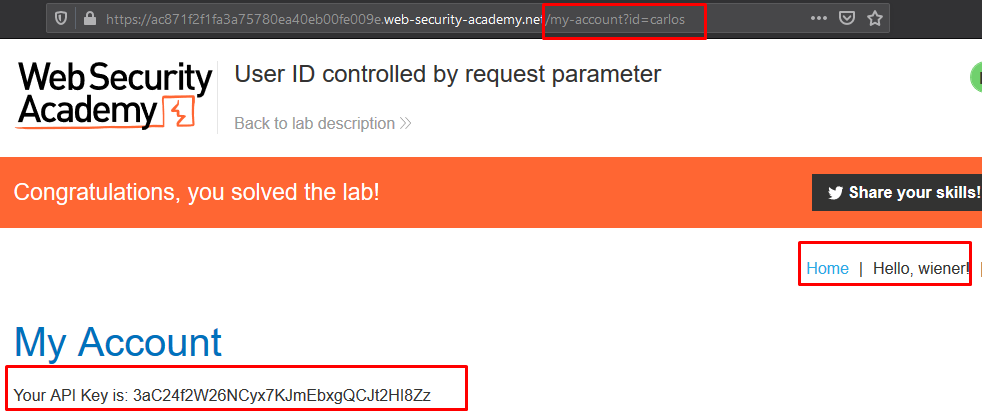 https://ac871f2f1fa3a75780ea40eb00fe009e.web-security-academy.net/my-account?id=carlos
Web Security
Academy
User ID controlled by request parameter
Back to lab description
Congratulations, you solved the lab!
Share your skills!
Home | Hello, wiener! |
My Account
Your API Key is: 3aC24f2W26NCyx7KJmEbxgQCJt2HI8Zz